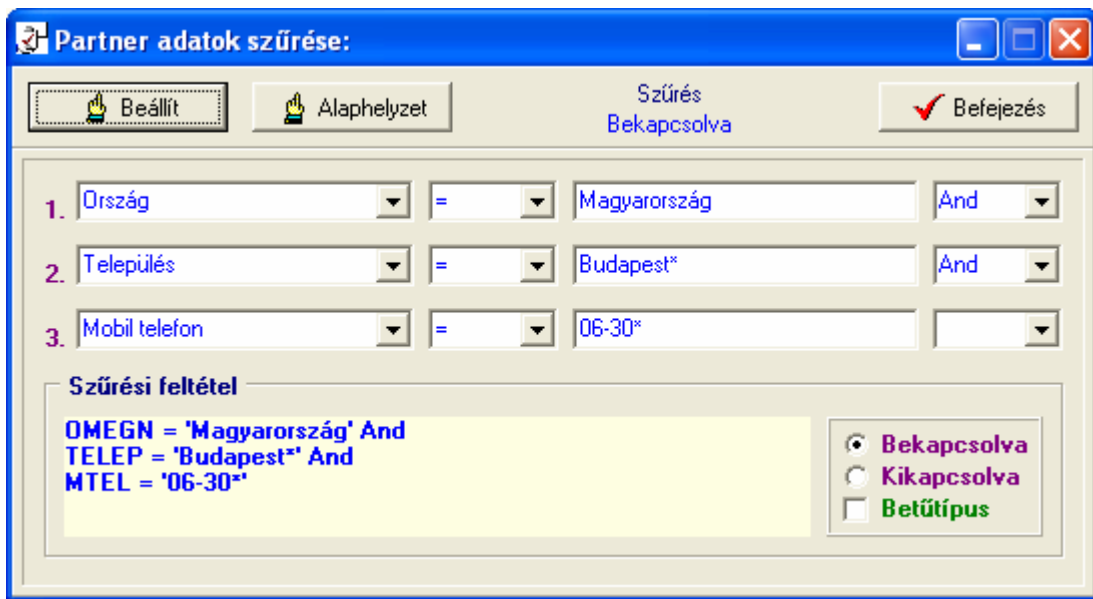 Partner adatok szűrése:
Beállít
Alaphelyzet
Szűrés
Bekapcsolva
Befejezés
1. Ország = Magyarország And
2. Település = Budapest* And
3. Mobil telefon = 06-30*
Szűrési feltétel
OMEGN = 'Magyarország' And
TELEP = 'Budapest*' And
MTEL = '06-30*'
Bekapcsolva
Kikapcsolva
Betűtípus